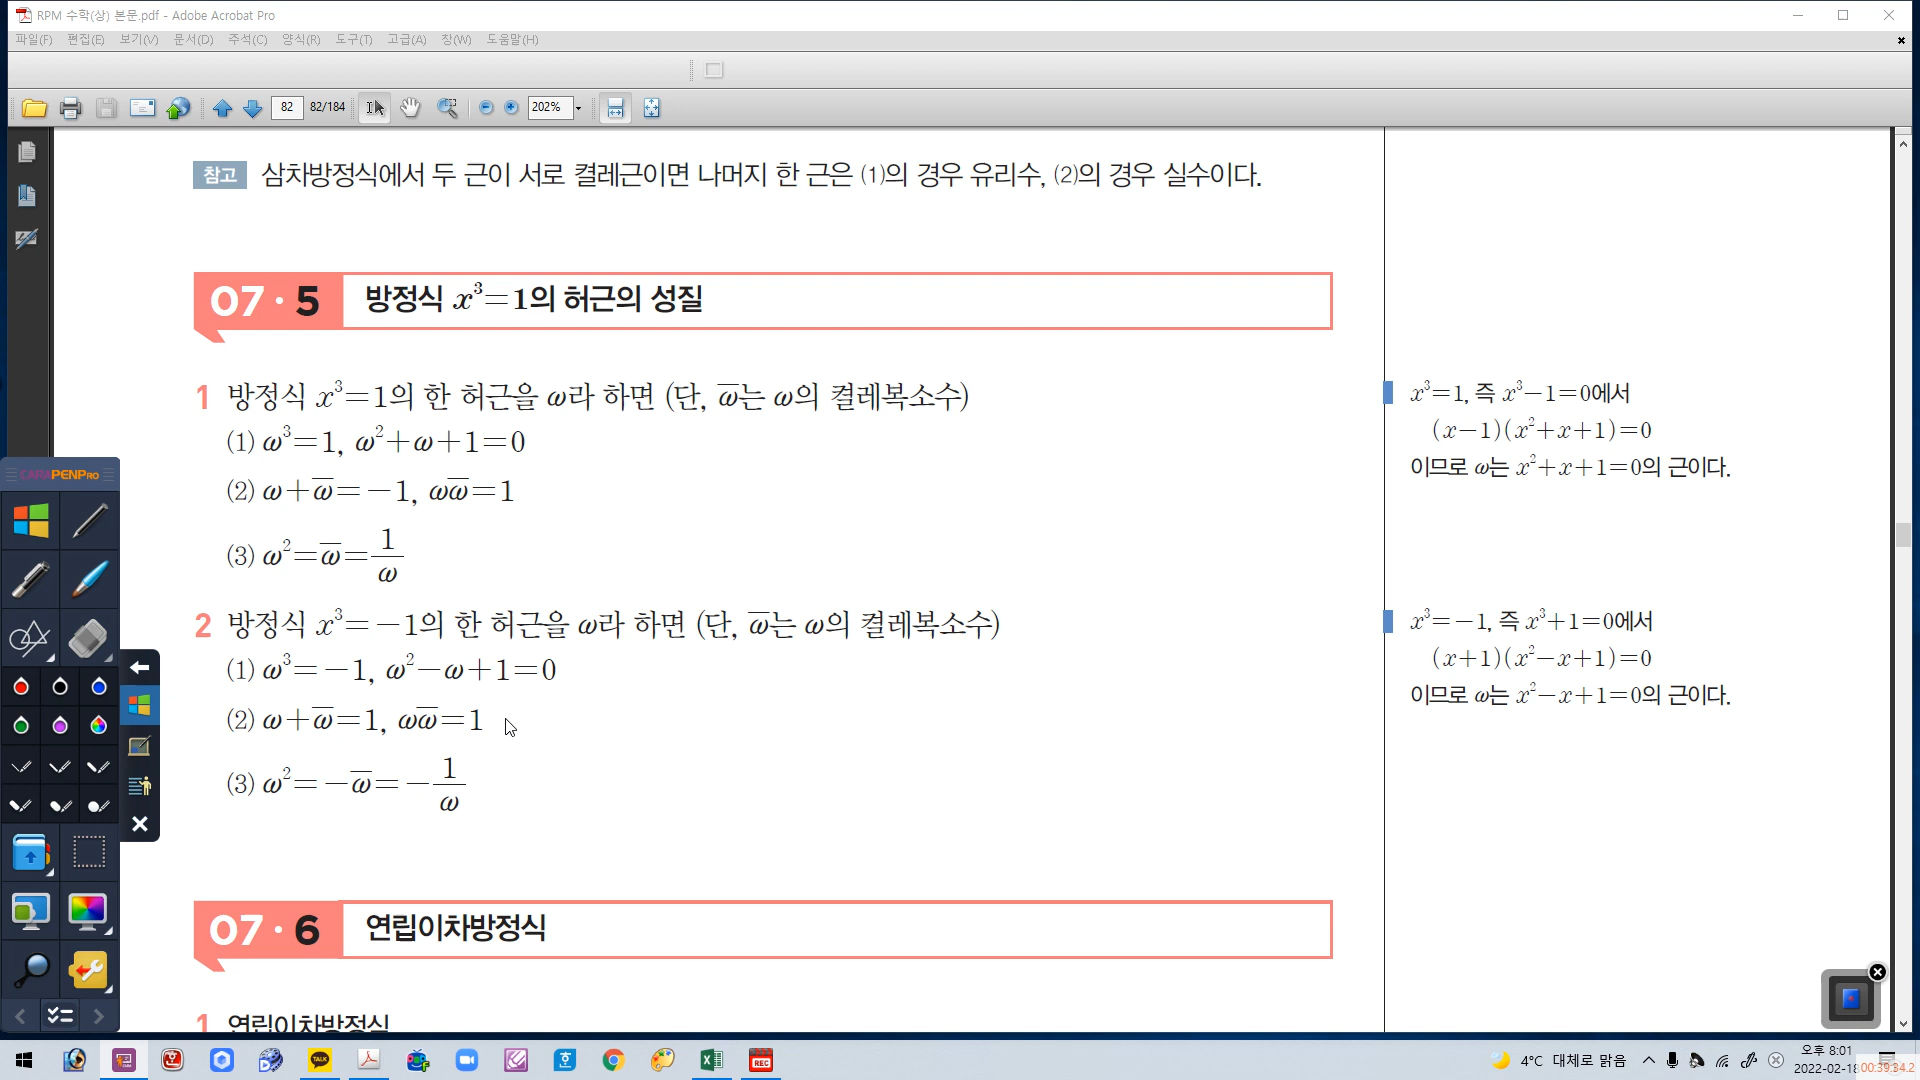 RPM 수학(상) 본문.pdf - Adobe Acrobat Pro
파일(F) 편집(E) 보기(V) 문서(D) 주석(C) 양식(R) 도구(T) 고급(A) 창(W) 도움말(H)
82 82/184 202%
참고 삼차방정식에서 두 근이 서로 켤레근이면 나머지 한 근은 ⑴의 경우 유리수, ⑵의 경우 실수이다.
07·5 방정식 x³=1의 허근의 성질
1 방정식 x³=1의 한 허근을 ω라 하면 (단, ω̅는 ω의 켤레복소수)
⑴ ω³=1, ω²+ω+1=0
⑵ ω+ω̅=-1, ωω̅=1
⑶ ω²=ω̅=1/ω
x³=1, 즉 x³-1=0에서
(x-1)(x²+x+1)=0
이므로 ω는 x²+x+1=0의 근이다.
2 방정식 x³=-1의 한 허근을 ω라 하면 (단, ω̅는 ω의 켤레복소수)
⑴ ω³=-1, ω²-ω+1=0
⑵ ω+ω̅=1, ωω̅=1
⑶ ω²=-ω̅=-1/ω
x³=-1, 즉 x³+1=0에서
(x+1)(x²-x+1)=0
이므로 ω는 x²-x+1=0의 근이다.
07·6 연립이차방정식
1 연립이차방정식
CARAPENPRO
TALK
REC
4°C 대체로 맑음
오후 8:01
2022-02-18
00:39:34.2